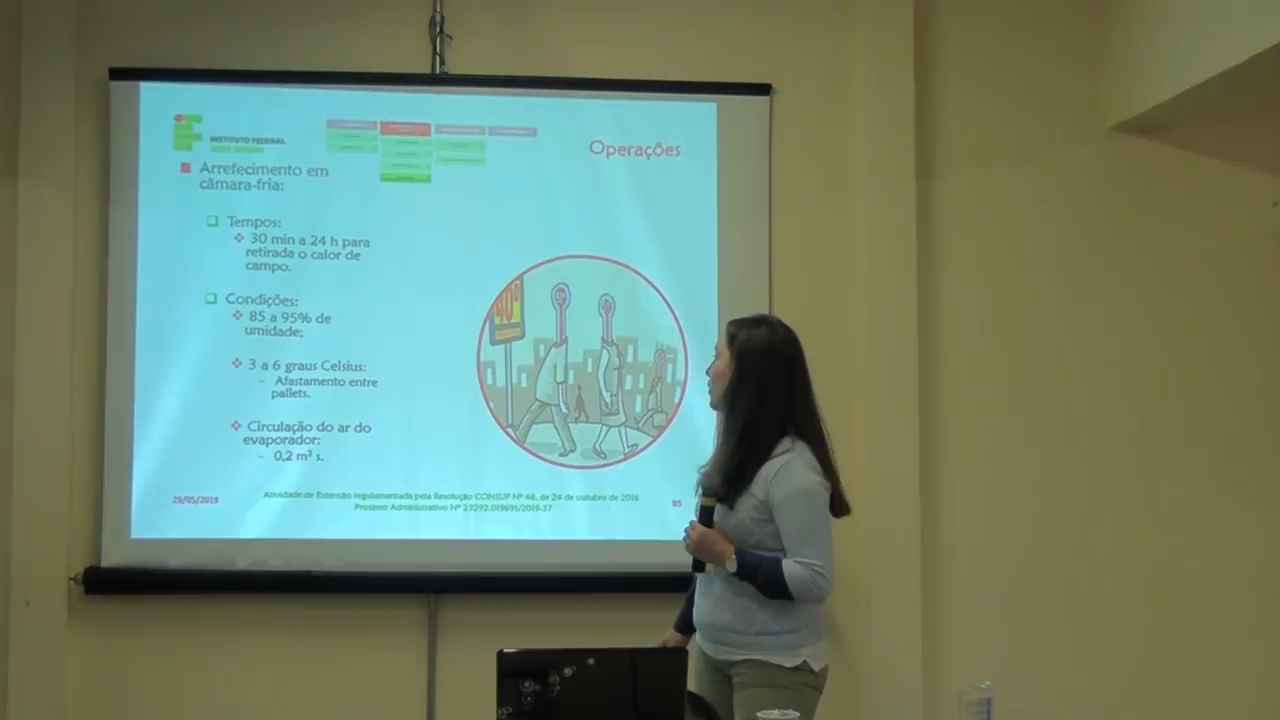 INSTITUTO FEDERAL
SANTA CATARINA
Operações
Arrefecimento em
câmara-fria:
Tempos:
30 min a 24 h para
retirada o calor de
campo.
Condições:
85 a 95% de
umidade;
3 a 6 graus Celsius:
– Afastamento entre
pallets.
Circulação do ar do
evaporador:
– 0,2 m³ s.
40º
29/05/2019
Atividade de Extensão regulamentada pela Resolução CONSUP Nº 48, de 24 de outubro de 2016
Processo Administrativo Nº 23292.019691/2019-37
85